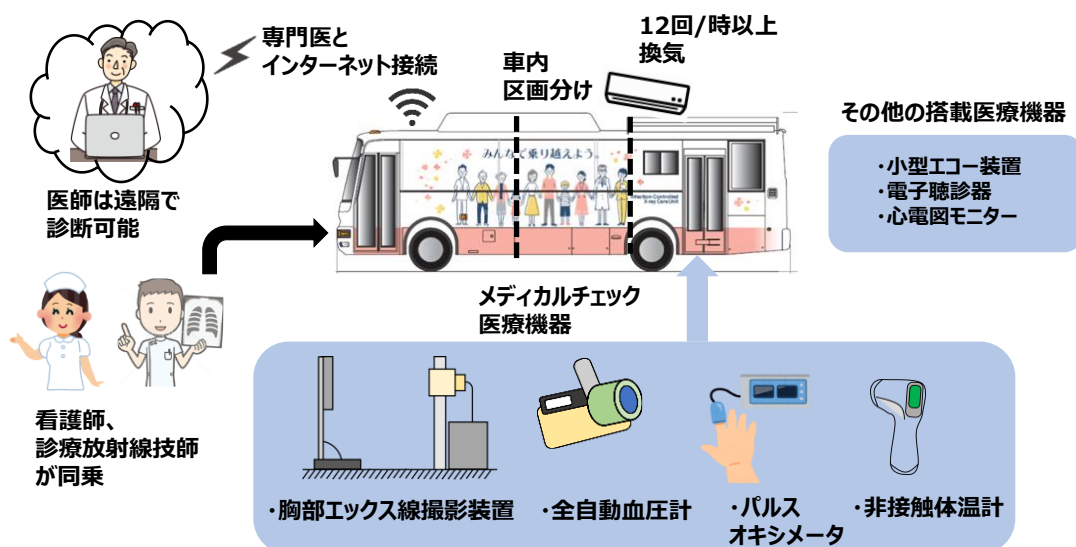 専門医と
インターネット接続
12回/時以上
換気
車内
区画分け
医師は遠隔で
診断可能
みんなで乗り越えよう。
Infection Controlled
X-ray Care Unit
その他の搭載医療機器
・小型エコー装置
・電子聴診器
・心電図モニター
看護師、
診療放射線技師
が同乗
メディカルチェック
医療機器
・胸部エックス線撮影装置
・全自動血圧計
・パルス
オキシメータ
・非接触体温計